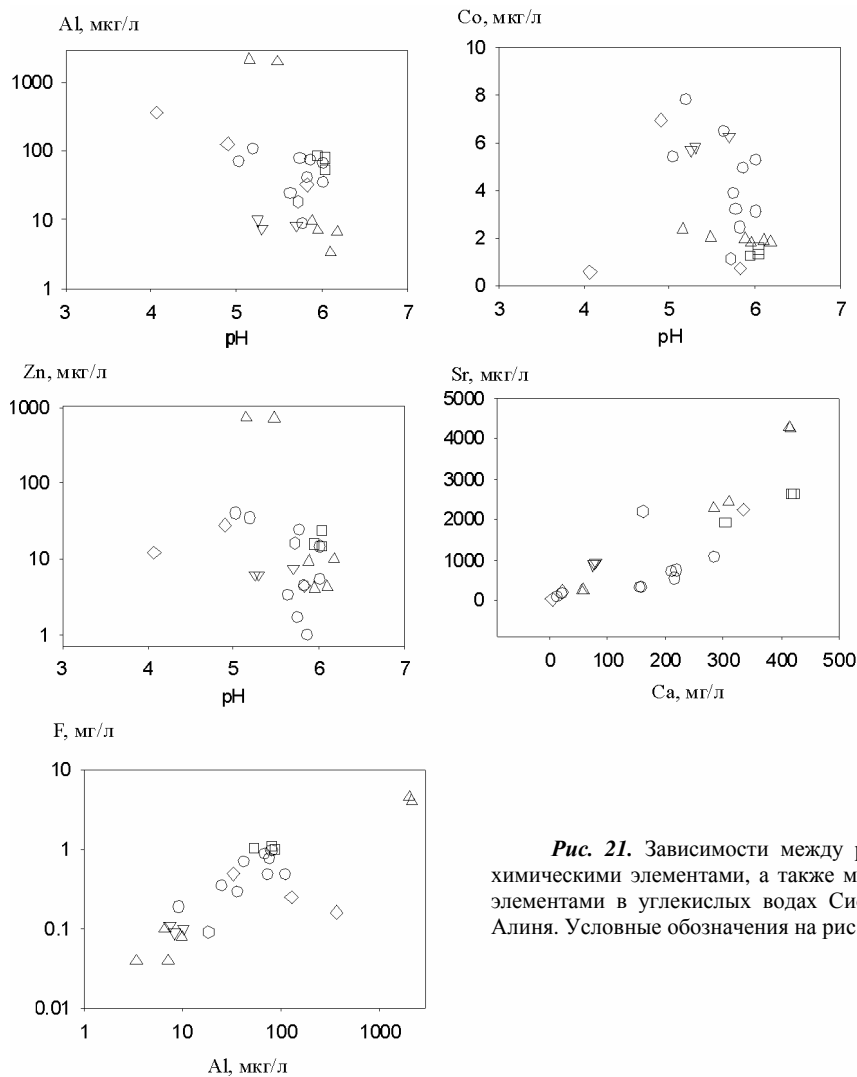 Al, мкг/л
1000
100
10
1
3 4 5 6 7
pH
Co, мкг/л
10
8
6
4
2
0
3 4 5 6 7
pH
Zn, мкг/л
1000
100
10
1
3 4 5 6 7
pH
Sr, мкг/л
5000
4000
3000
2000
1000
0
0 100 200 300 400 500
Ca, мг/л
F, мг/л
10
1
0.1
0.01
1 10 100 1000
Al, мкг/л
Рис. 21. Зависимости между р
химическими элементами, а также м
элементами в углекислых водах Сис
Алиня. Условные обозначения на рис